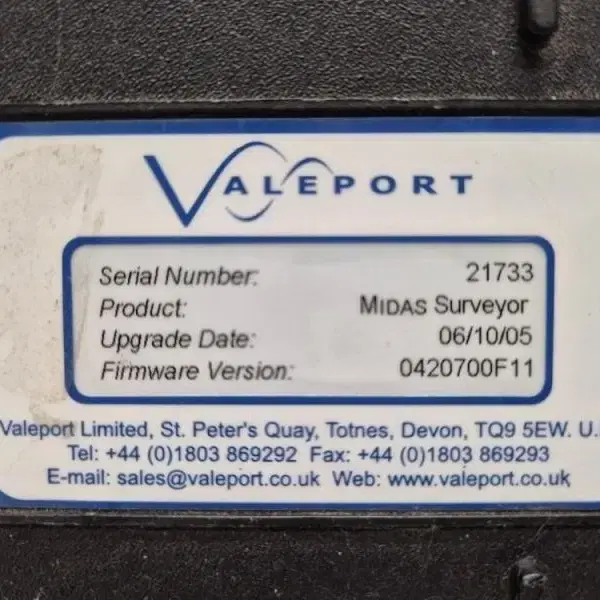 VALEPORT
Serial Number: 21733
Product: MIDAS Surveyor
Upgrade Date: 06/10/05
Firmware Version: 0420700F11
Valeport Limited, St. Peter's Quay, Totnes, Devon, TQ9 5EW. U.
Tel: +44 (0)1803 869292 Fax: +44 (0)1803 869293
E-mail: sales@valeport.co.uk Web: www.valeport.co.uk